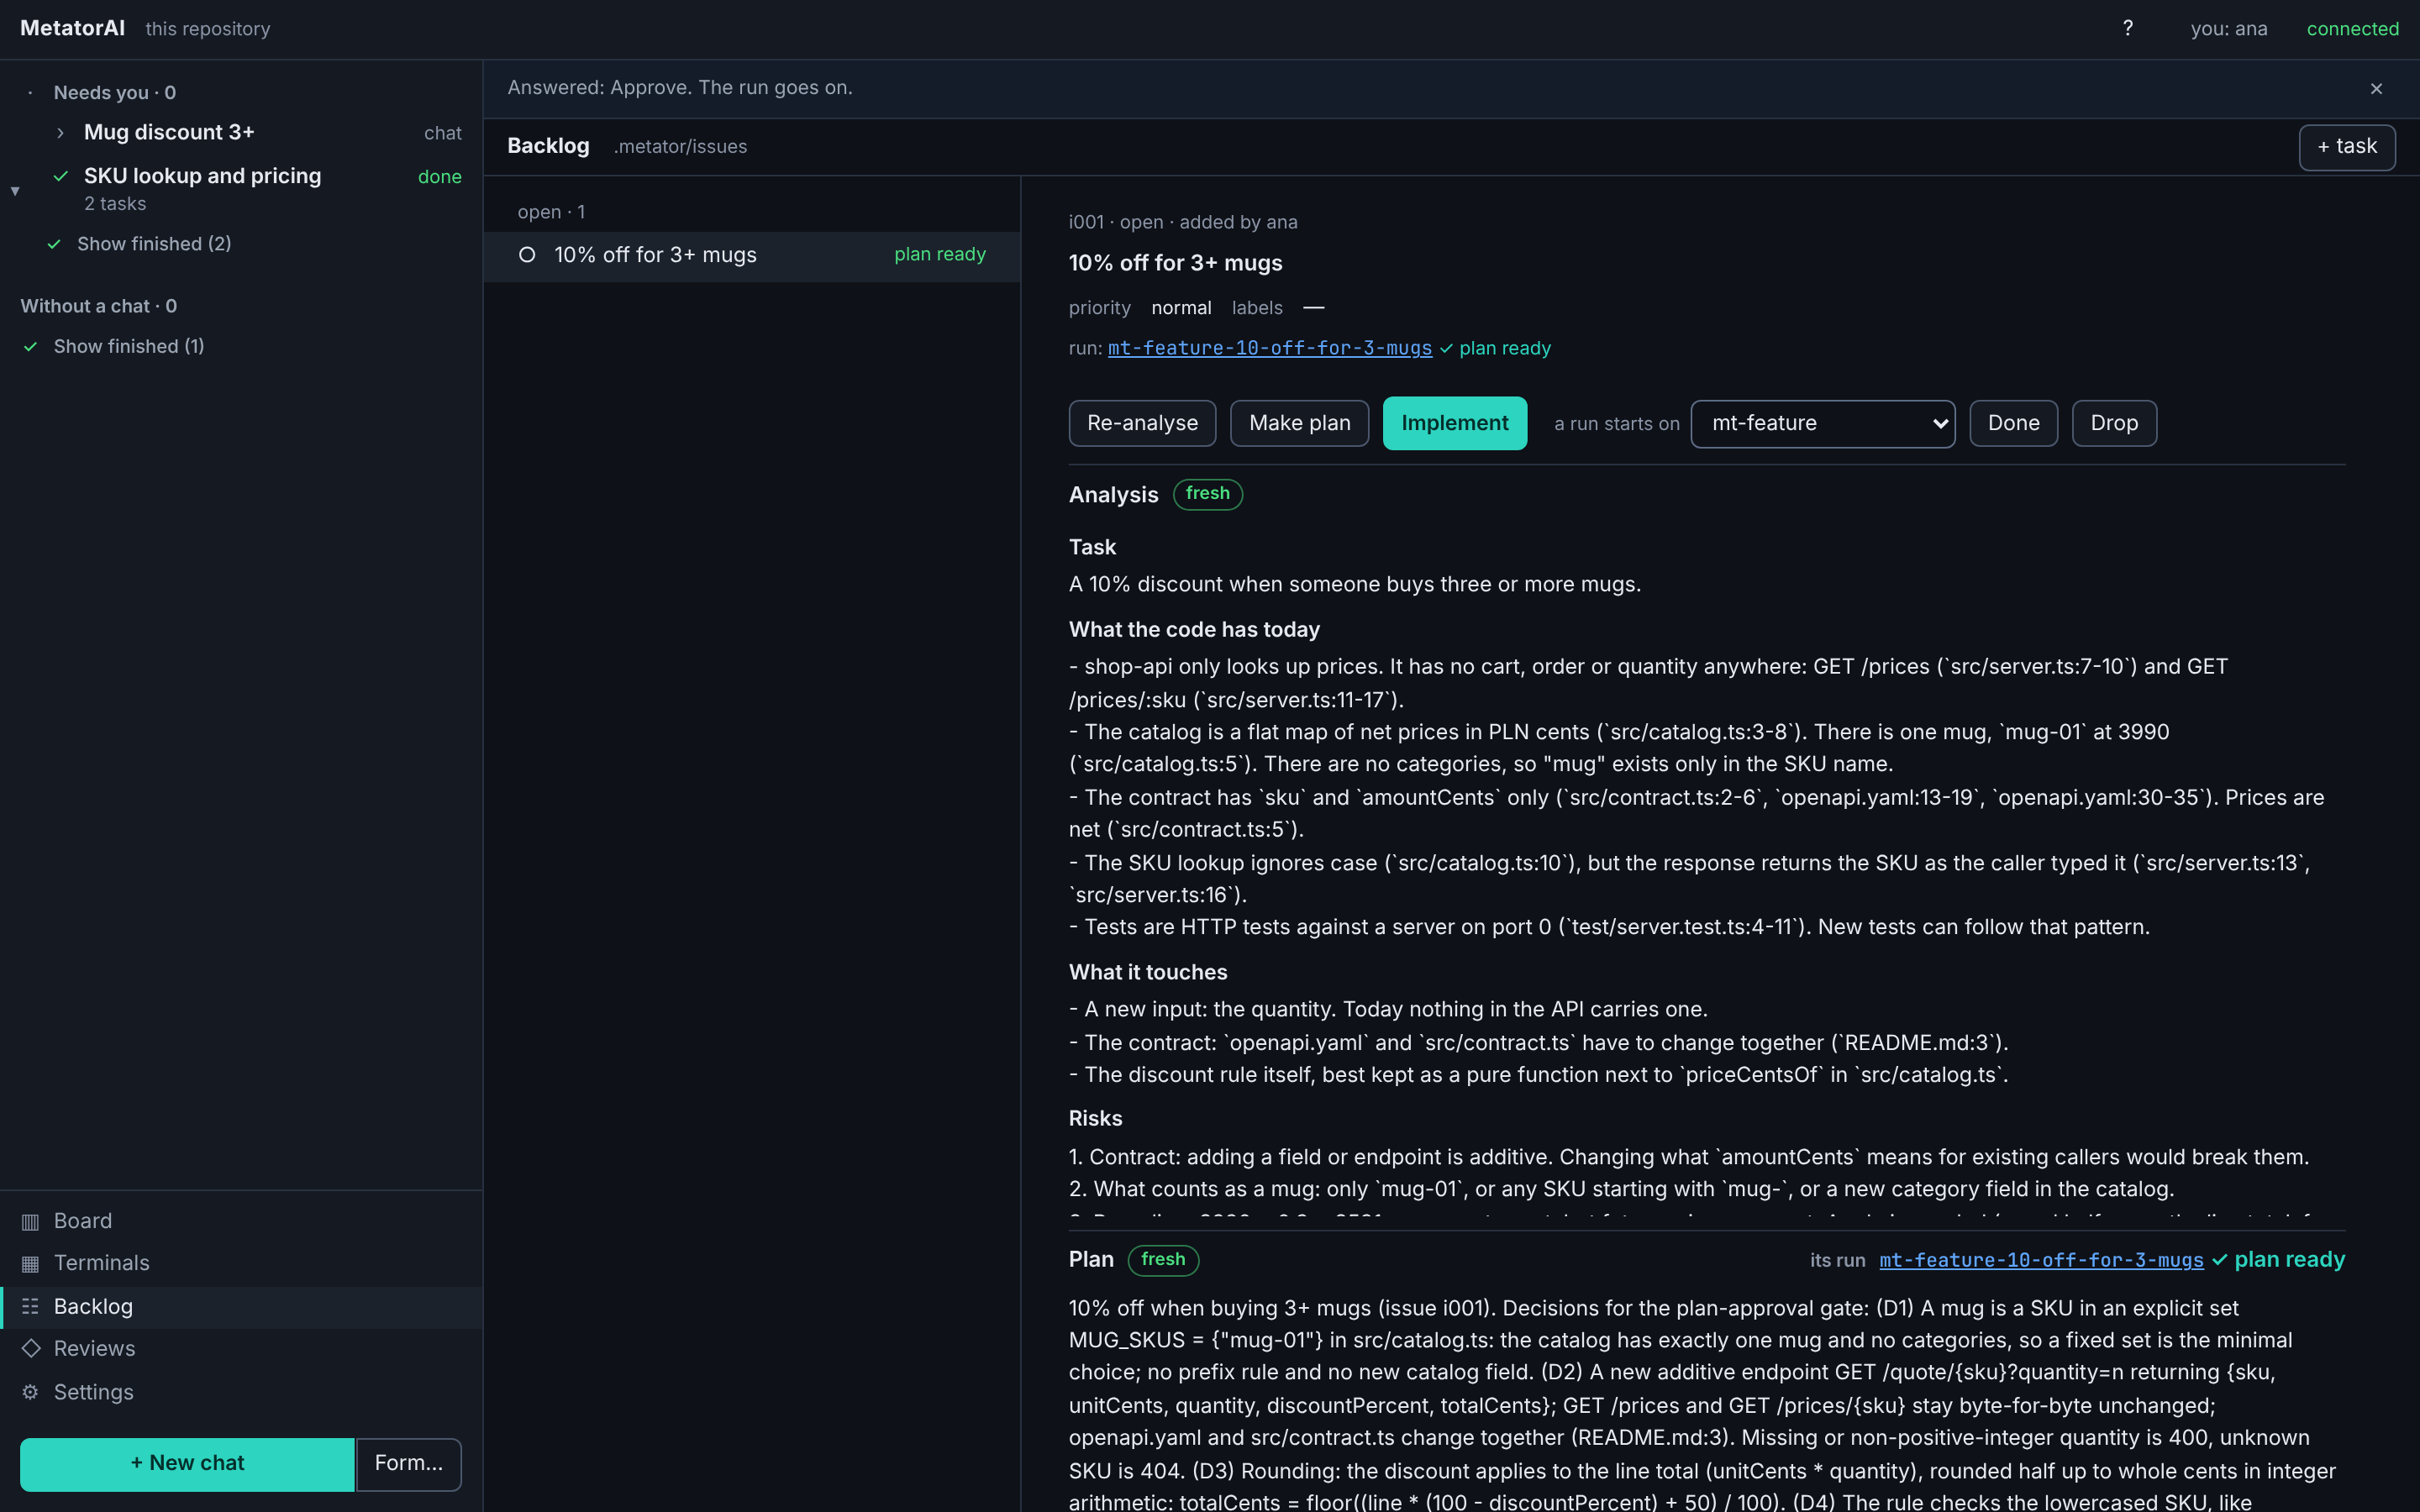 MetatorAI this repository
? you: ana connected
· Needs you · 0
› Mug discount 3+ chat
✓ SKU lookup and pricing done
▾
2 tasks
✓ Show finished (2)
Without a chat · 0
✓ Show finished (1)
Board
Terminals
Backlog
Reviews
Settings
+ New chat Form...
Answered: Approve. The run goes on. ×
Backlog .metator/issues + task
open · 1
10% off for 3+ mugs plan ready
i001 · open · added by ana
10% off for 3+ mugs
priority normal labels —
run: mt-feature-10-off-for-3-mugs ✓ plan ready
Re-analyse Make plan Implement a run starts on mt-feature Done Drop
Analysis fresh
Task
A 10% discount when someone buys three or more mugs.
What the code has today
- shop-api only looks up prices. It has no cart, order or quantity anywhere: GET /prices (`src/server.ts:7-10`) and GET
/prices/:sku (`src/server.ts:11-17`).
- The catalog is a flat map of net prices in PLN cents (`src/catalog.ts:3-8`). There is one mug, `mug-01` at 3990
(`src/catalog.ts:5`). There are no categories, so "mug" exists only in the SKU name.
- The contract has `sku` and `amountCents` only (`src/contract.ts:2-6`, `openapi.yaml:13-19`, `openapi.yaml:30-35`). Prices are
net (`src/contract.ts:5`).
- The SKU lookup ignores case (`src/catalog.ts:10`), but the response returns the SKU as the caller typed it (`src/server.ts:13`,
`src/server.ts:16`).
- Tests are HTTP tests against a server on port 0 (`test/server.test.ts:4-11`). New tests can follow that pattern.
What it touches
- A new input: the quantity. Today nothing in the API carries one.
- The contract: `openapi.yaml` and `src/contract.ts` have to change together (`README.md:3`).
- The discount rule itself, best kept as a pure function next to `priceCentsOf` in `src/catalog.ts`.
Risks
1. Contract: adding a field or endpoint is additive. Changing what `amountCents` means for existing callers would break them.
2. What counts as a mug: only `mug-01`, or any SKU starting with `mug-`, or a new category field in the catalog.
Plan fresh its run mt-feature-10-off-for-3-mugs ✓ plan ready
10% off when buying 3+ mugs (issue i001). Decisions for the plan-approval gate: (D1) A mug is a SKU in an explicit set
MUG_SKUS = {"mug-01"} in src/catalog.ts: the catalog has exactly one mug and no categories, so a fixed set is the minimal
choice; no prefix rule and no new catalog field. (D2) A new additive endpoint GET /quote/{sku}?quantity=n returning {sku,
unitCents, quantity, discountPercent, totalCents}; GET /prices and GET /prices/{sku} stay byte-for-byte unchanged;
openapi.yaml and src/contract.ts change together (README.md:3). Missing or non-positive-integer quantity is 400, unknown
SKU is 404. (D3) Rounding: the discount applies to the line total (unitCents * quantity), rounded half up to whole cents in integer
arithmetic: totalCents = floor((line * (100 - discountPercent) + 50) / 100). (D4) The rule checks the lowercased SKU, like